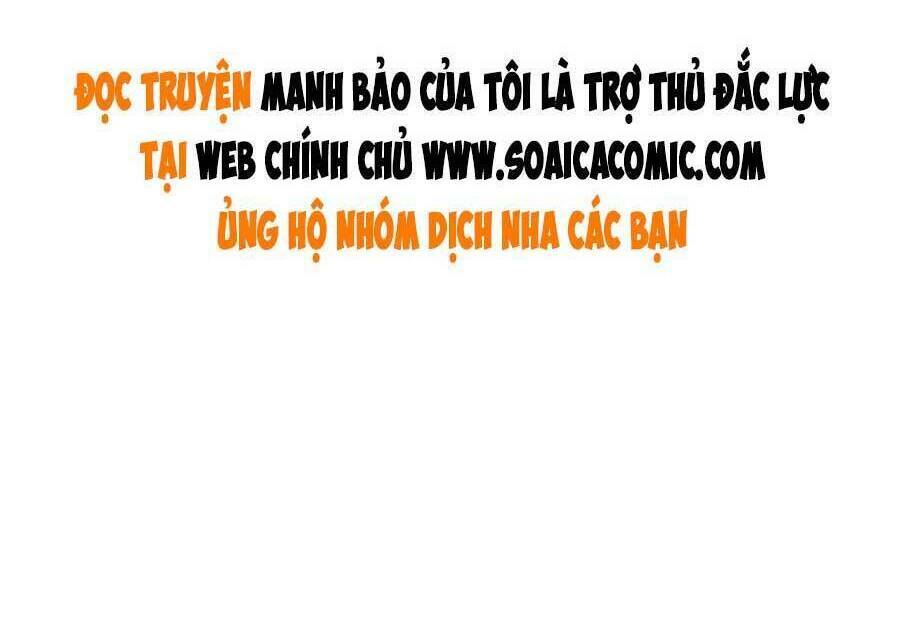 ĐỌC TRUYỆN MANH BẢO CỦA TÔI LÀ TRỢ THỦ ĐẮC LỰC
TẠI WEB CHÍNH CHỦ WWW.SOAICACOMIC.COM
ỦNG HỘ NHÓM DỊCH NHA CÁC BẠN